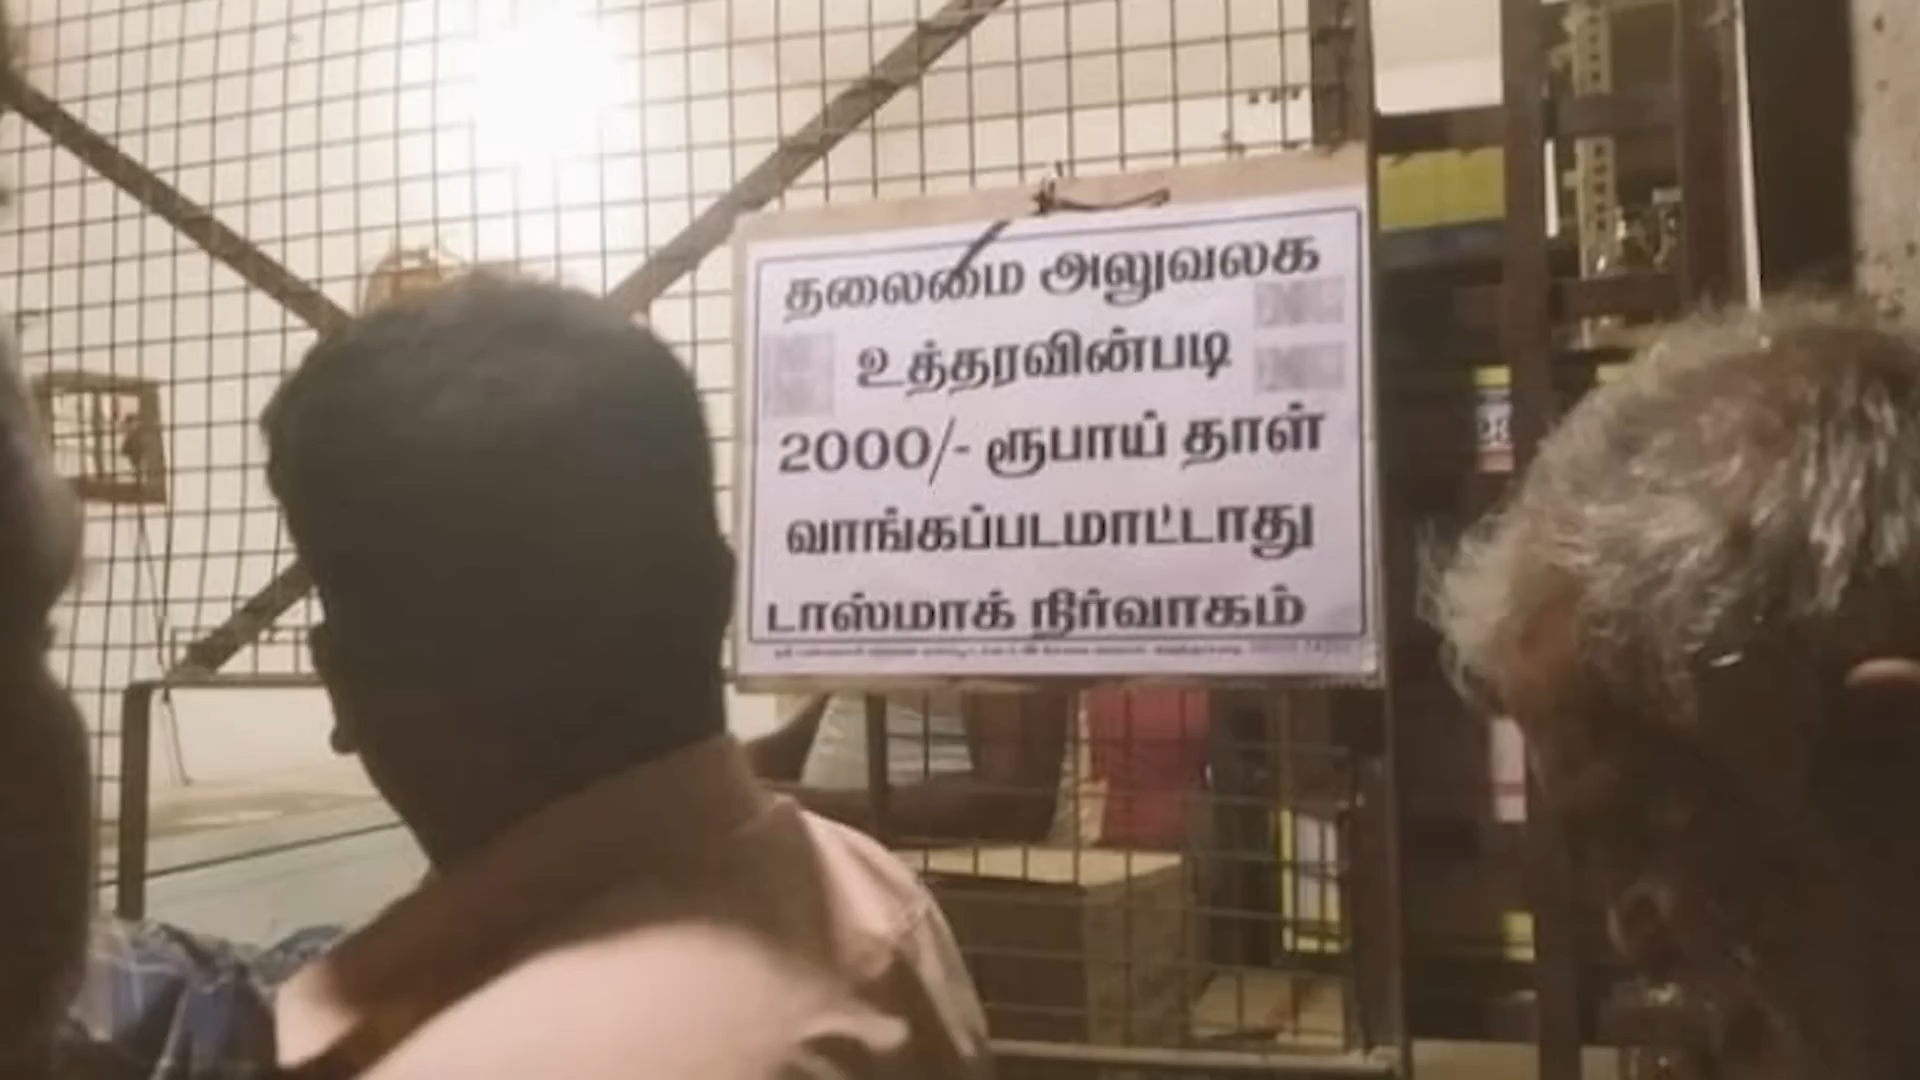 தலைமை அலுவலக
உத்தரவின்படி
2000/- ரூபாய் தாள்
வாங்கப்படமாட்டாது
டாஸ்மாக் நிர்வாகம்